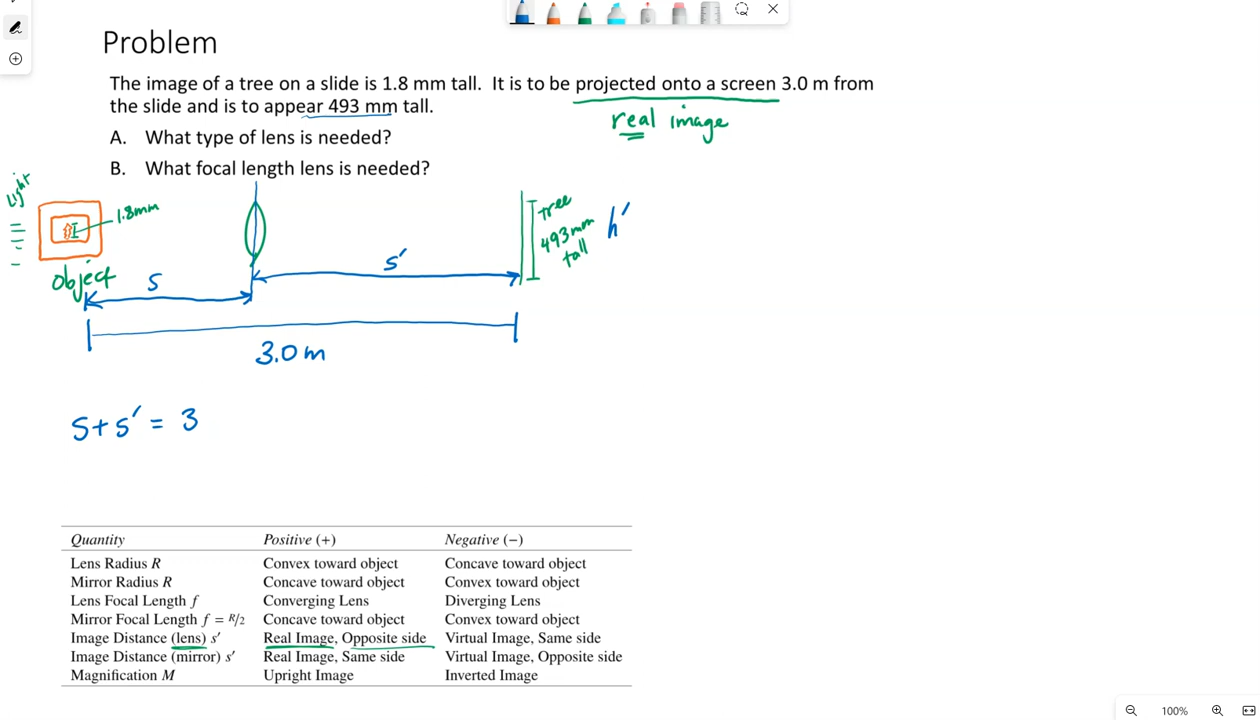 Problem
The image of a tree on a slide is 1.8 mm tall. It is to be projected onto a screen 3.0 m from
the slide and is to appear 493 mm tall.
real image
A. What type of lens is needed?
B. What focal length lens is needed?
Light
1.8mm
tree
493mm
tall
h'
object
s
s'
3.0 m
s + s' = 3
Quantity Positive (+) Negative (−)
Lens Radius R Convex toward object Concave toward object
Mirror Radius R Concave toward object Convex toward object
Lens Focal Length f Converging Lens Diverging Lens
Mirror Focal Length f = R/2 Concave toward object Convex toward object
Image Distance (lens) s' Real Image, Opposite side Virtual Image, Same side
Image Distance (mirror) s' Real Image, Same side Virtual Image, Opposite side
Magnification M Upright Image Inverted Image
100%